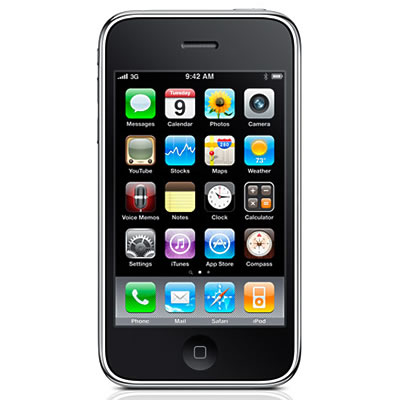 3G 9:42 AM
Tuesday
9
280
73°
Messages Calendar Photos Camera
YouTube Stocks Maps Weather
Voice Memos Notes Clock Calculator
Settings iTunes App Store Compass
Phone Mail Safari iPod